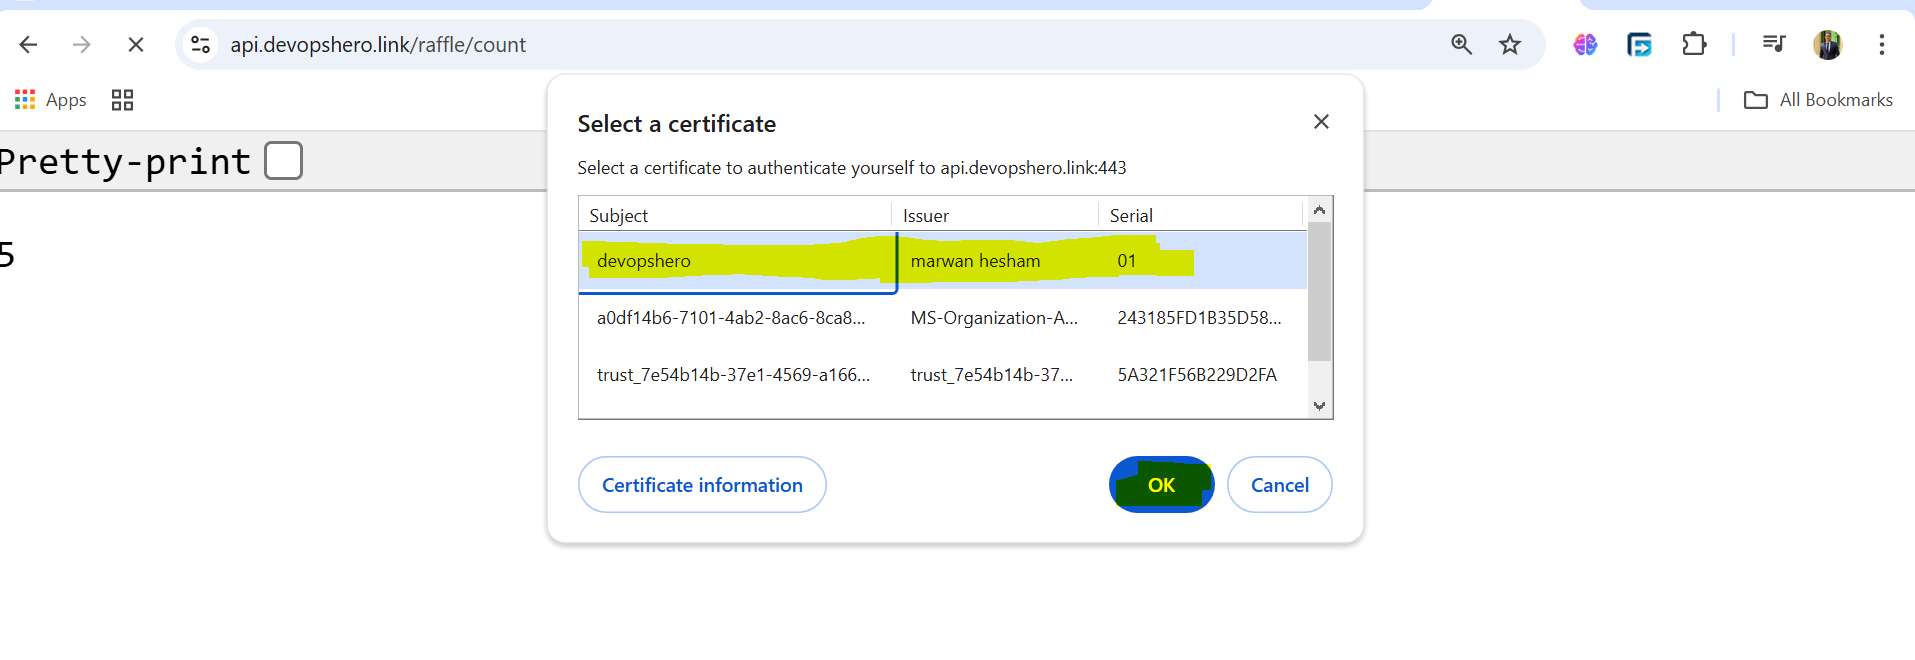 api.devopshero.link/raffle/count
Apps
All Bookmarks
Pretty-print
5
Select a certificate
Select a certificate to authenticate yourself to api.devopshero.link:443
Subject Issuer Serial
devopshero marwan hesham 01
a0df14b6-7101-4ab2-8ac6-8ca8... MS-Organization-A... 243185FD1B35D58...
trust_7e54b14b-37e1-4569-a166... trust_7e54b14b-37... 5A321F56B229D2FA
Certificate information OK Cancel